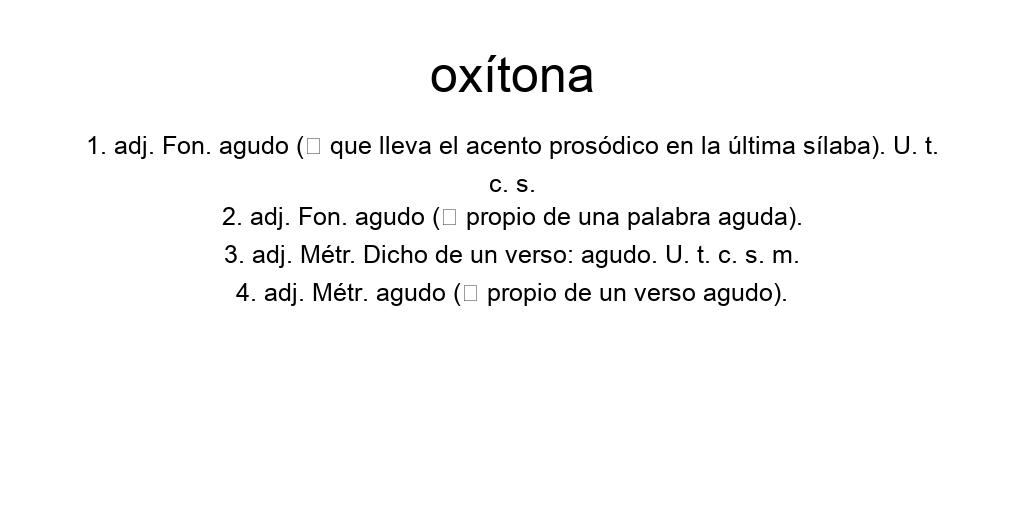 oxítona
1. adj. Fon. agudo (□ que lleva el acento prosódico en la última sílaba). U. t.
c. s.
2. adj. Fon. agudo (□ propio de una palabra aguda).
3. adj. Métr. Dicho de un verso: agudo. U. t. c. s. m.
4. adj. Métr. agudo (□ propio de un verso agudo).